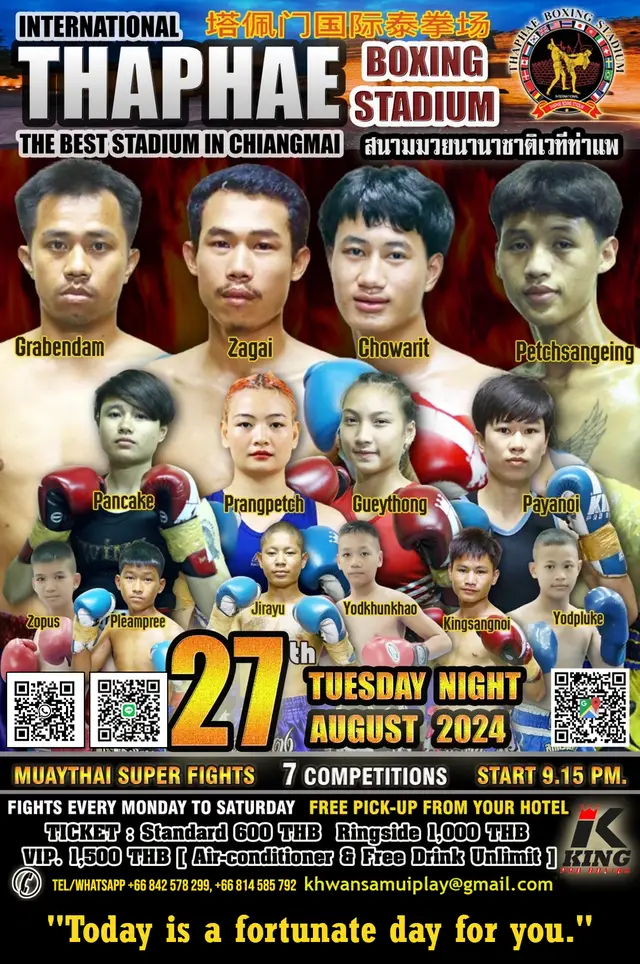 INTERNATIONAL
塔佩门国际泰拳场
THAPHAE
BOXING
STADIUM
THAPHAE BOXING STADIUM
INTERNATIONAL
THE BEST STADIUM IN CHIANGMAI
สนามมวยนานาชาติเวทีท่าแพ
Grabendam
Zagai
Chowarit
Petchsangeing
Pancake
Prangpetch
Gueythong
Payanoi
Zopus
Pleampree
Jirayu
Yodkhunkhao
Kingsangnoi
Yodpluke
27th
TUESDAY NIGHT
AUGUST 2024
MUAYTHAI SUPER FIGHTS 7 COMPETITIONS START 9.15 PM.
FIGHTS EVERY MONDAY TO SATURDAY FREE PICK-UP FROM YOUR HOTEL
TICKET : Standard 600 THB Ringside 1,000 THB
VIP. 1,500 THB [ Air-conditioner & Free Drink Unlimit ]
K
KING
TEL/WHATSAPP +66 842 578 299, +66 814 585 792 khwansamuiplay@gmail.com
"Today is a fortunate day for you."